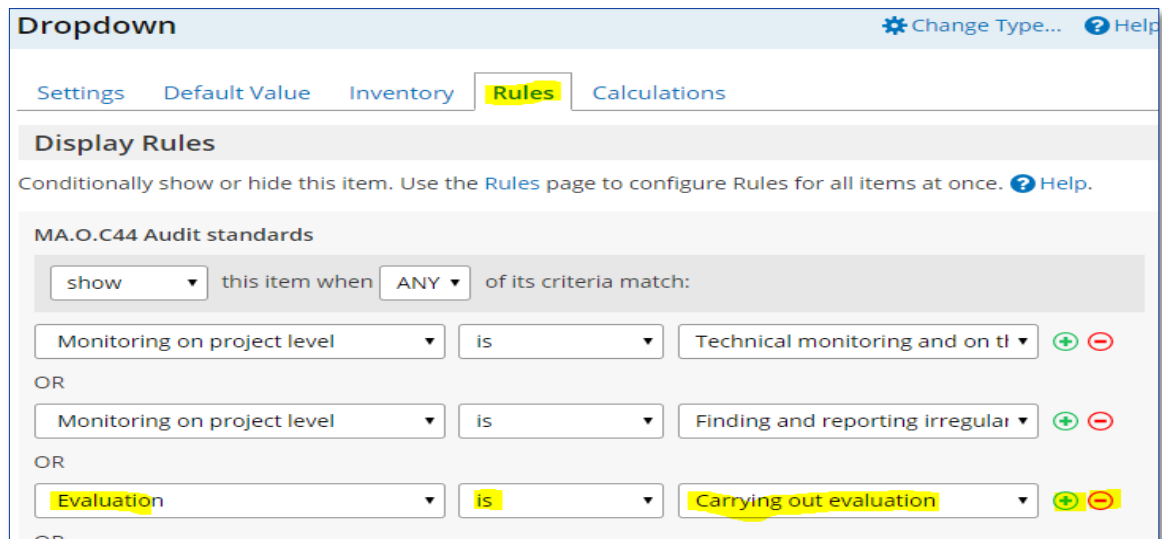 Dropdown Change Type... Help
Settings Default Value Inventory Rules Calculations
Display Rules
Conditionally show or hide this item. Use the Rules page to configure Rules for all items at once. Help.
MA.O.C44 Audit standards
show this item when ANY of its criteria match:
Monitoring on project level is Technical monitoring and on
OR
Monitoring on project level is Finding and reporting
OR
Evaluation is Carrying out evaluation
OR